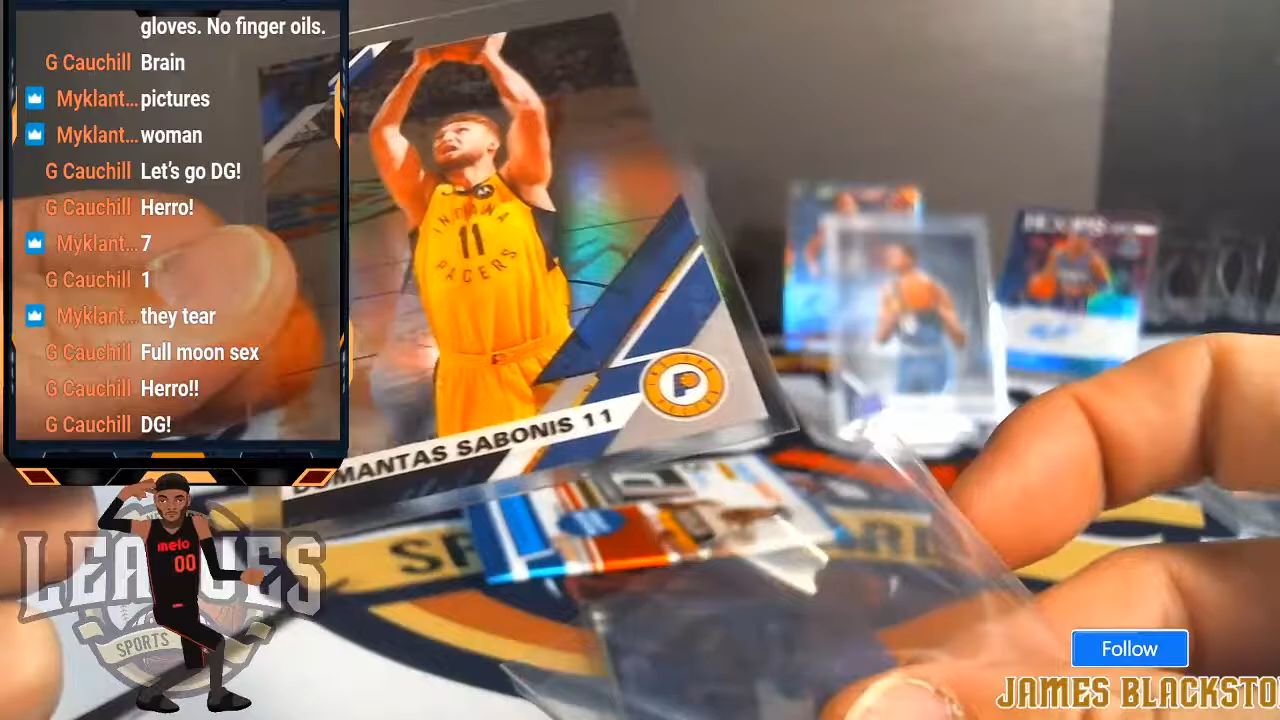 gloves. No finger oils.
G Cauchill Brain
Myklant... pictures
Myklant... woman
G Cauchill Let's go DG!
G Cauchill Herro!
Myklant... 7
G Cauchill 1
Myklant... they tear
G Cauchill Full moon sex
G Cauchill Herro!!
G Cauchill DG!
INDIANA
11
PACERS
SABONIS 11
HOOPS
LEAGUES
SPORTS
melo
00
Follow
JAMES BLACKSTO